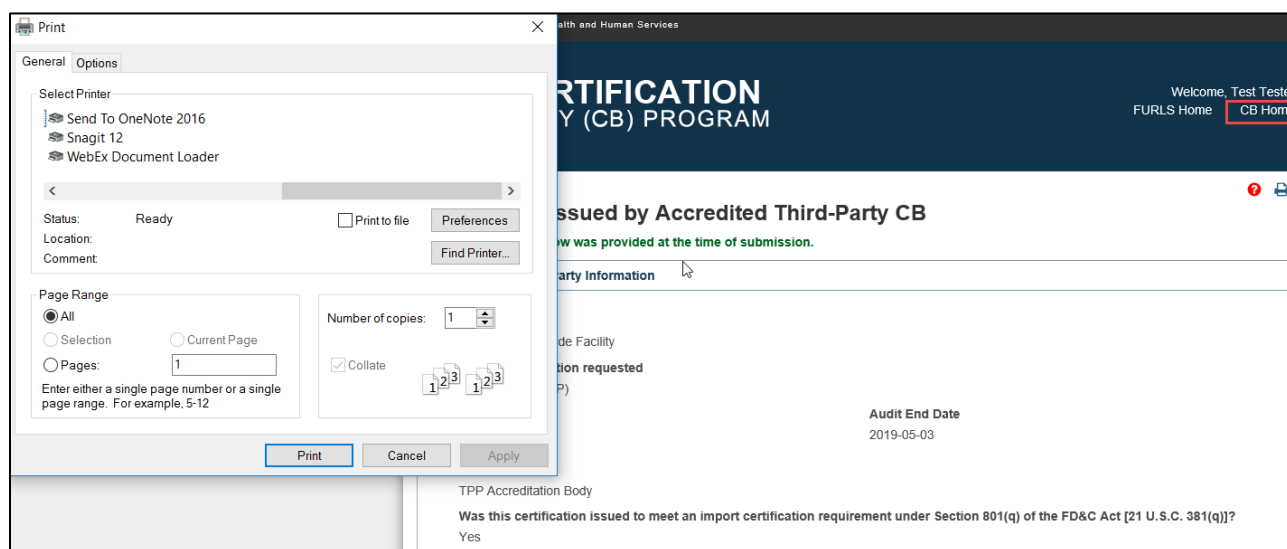 Print
General Options
Select Printer
Send To OneNote 2016
Snagit 12
WebEx Document Loader
Status: Ready
Print to file
Preferences
Location:
Comment:
Find Printer...
Page Range
All
Selection
Current Page
Pages: 1
Enter either a single page number or a single
page range. For example, 5-12
Number of copies: 1
Collate
1 2 3 1 2 3
Print
Cancel
Apply
alth and Human Services
RTIFICATION
Y (CB) PROGRAM
Welcome, Test Teste
FURLS Home CB Hom
ssued by Accredited Third-Party CB
ow was provided at the time of submission.
arty Information
de Facility
tion requested
P)
Audit End Date
2019-05-03
TPP Accreditation Body
Was this certification issued to meet an import certification requirement under Section 801(q) of the FD&C Act [21 U.S.C. 381(q)]?
Yes